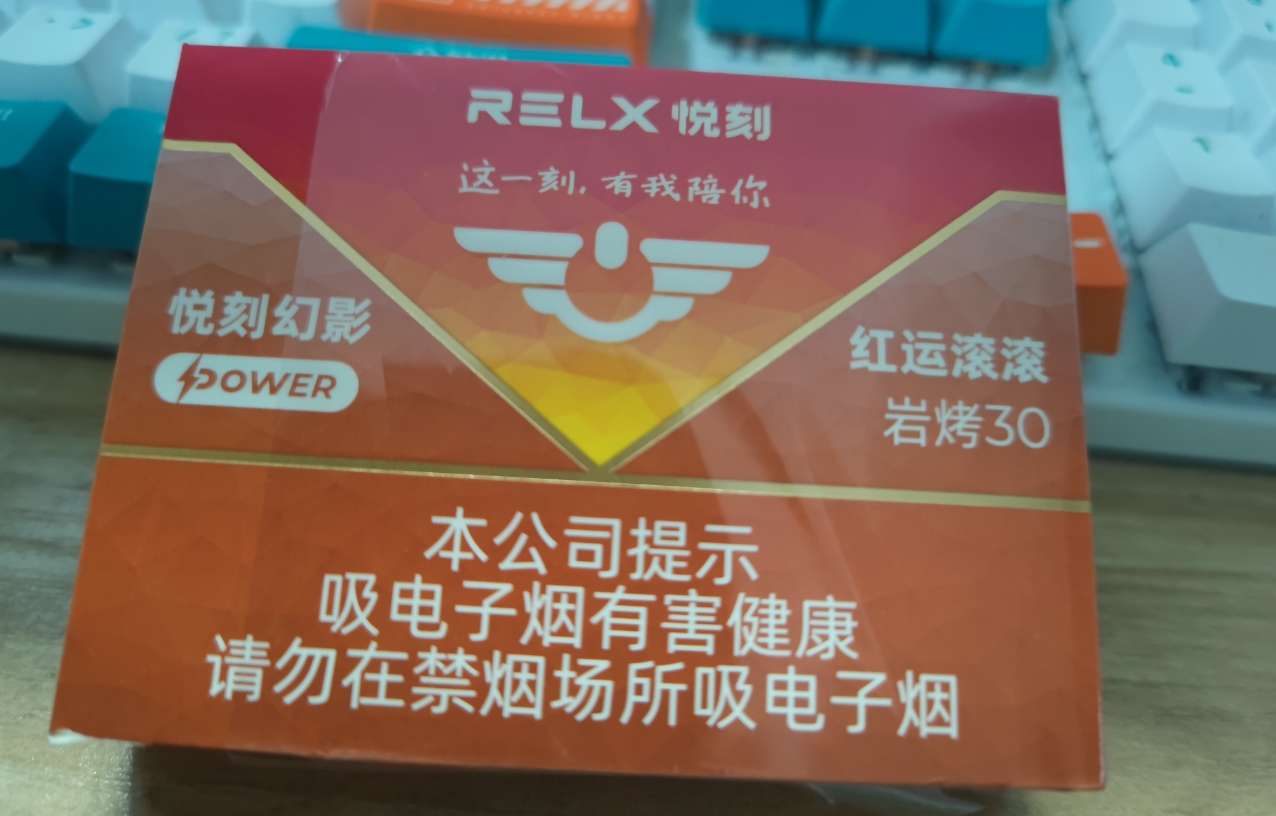 RELX 悦刻
这一刻,有我陪你
悦刻幻影
POWER
红运滚滚
岩烤30
本公司提示
吸电子烟有害健康
请勿在禁烟场所吸电子烟